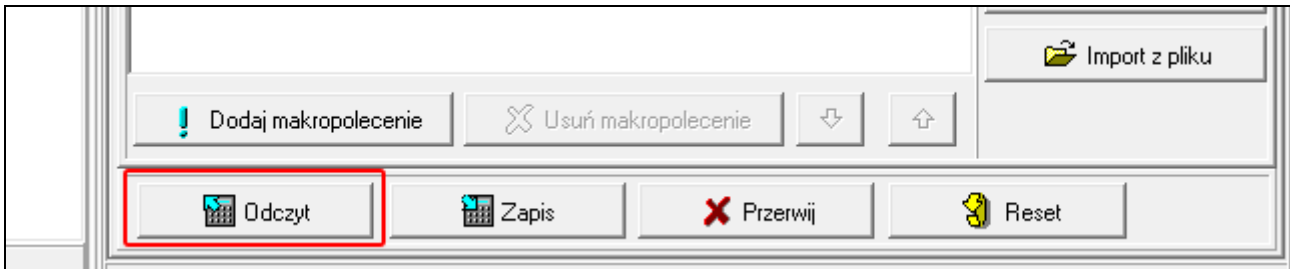 Import z pliku
Dodaj makropolecenie Usuń makropolecenie
Odczyt Zapis Przerwij Reset